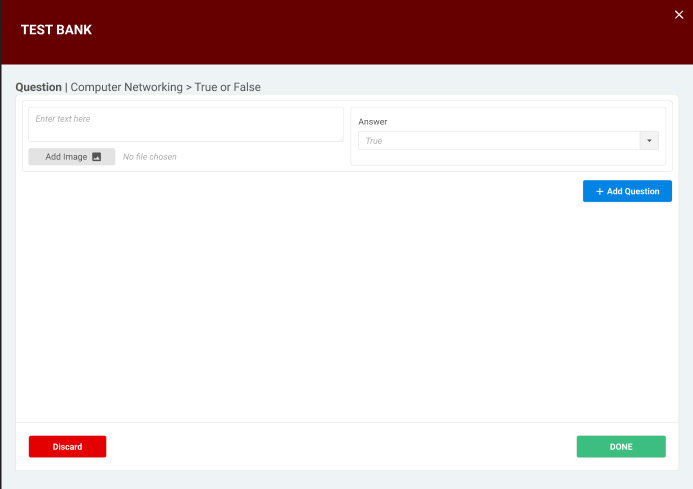 TEST BANK
Question | Computer Networking > True or False
Enter text here
Answer
True
Add Image
No file chosen
+ Add Question
Discard
DONE